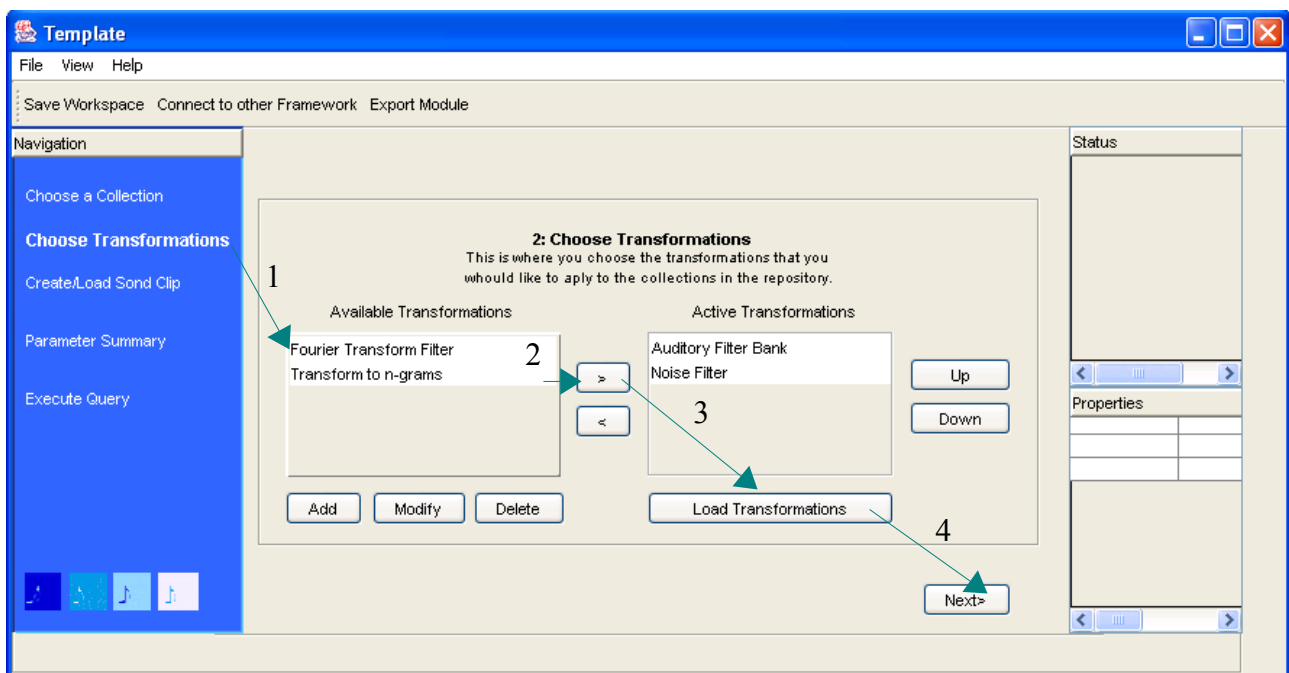 Template
File View Help
Save Workspace Connect to other Framework Export Module
Navigation
Choose a Collection
Choose Transformations
Create/Load Sond Clip
Parameter Summary
Execute Query
2: Choose Transformations
This is where you choose the transformations that you
whould like to aply to the collections in the repository.
Available Transformations
Fourier Transform Filter
Transform to n-grams
1
2
>
<
3
Active Transformations
Auditory Filter Bank
Noise Filter
Up
Down
Add Modify Delete
Load Transformations
4
Next>
Status
Properties